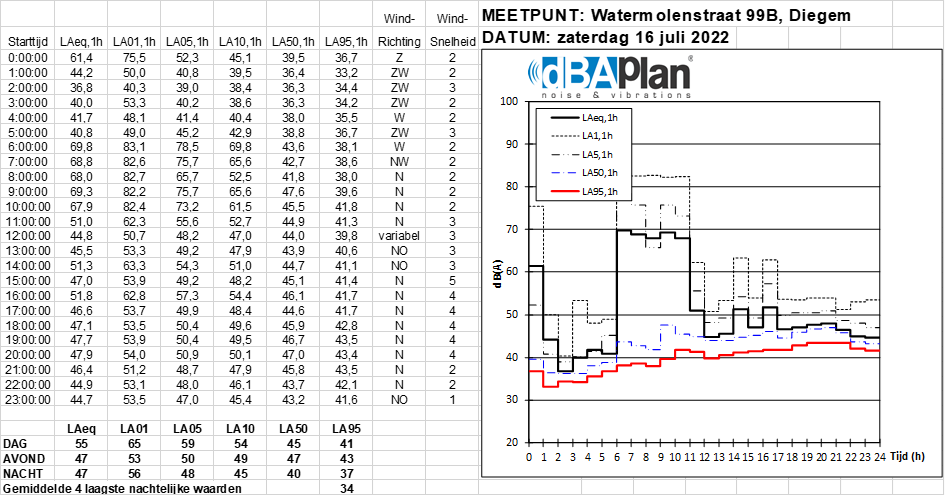 Wind- Wind-
Starttijd LAeq,1h LA01,1h LA05,1h LA10,1h LA50,1h LA95,1h Richting Snelheid
0:00:00 61,4 75,5 52,3 45,1 39,5 36,7 Z 2
1:00:00 44,2 50,0 40,8 39,5 36,4 33,2 ZW 2
2:00:00 36,8 40,3 39,0 38,4 36,3 34,4 ZW 3
3:00:00 40,0 53,3 40,2 38,6 36,3 34,2 ZW 2
4:00:00 41,7 48,1 41,4 40,4 38,0 35,5 W 2
5:00:00 40,8 49,0 45,2 42,9 38,8 36,7 ZW 3
6:00:00 69,8 83,1 78,5 69,8 43,6 38,1 W 2
7:00:00 68,8 82,6 75,7 65,6 42,7 38,6 NW 2
8:00:00 68,0 82,7 65,7 52,5 41,8 38,0 N 2
9:00:00 69,3 82,2 75,7 65,6 47,6 39,6 N 2
10:00:00 67,9 82,4 73,2 61,5 45,5 41,8 N 2
11:00:00 51,0 62,3 55,6 52,7 44,9 41,3 N 3
12:00:00 44,8 50,7 48,2 47,0 44,0 39,8 variabel 3
13:00:00 45,5 53,3 49,2 47,9 43,9 40,6 NO 3
14:00:00 51,3 63,3 54,3 51,0 44,7 41,1 NO 3
15:00:00 47,0 53,9 49,2 48,2 45,1 41,4 N 5
16:00:00 51,8 62,8 57,3 54,4 46,1 41,7 N 4
17:00:00 46,6 53,7 49,9 48,4 44,6 41,7 N 4
18:00:00 47,1 53,5 50,4 49,6 45,9 42,8 N 4
19:00:00 47,7 53,9 50,4 49,5 46,7 43,5 N 4
20:00:00 47,9 54,0 50,9 50,1 47,0 43,4 N 4
21:00:00 46,4 51,2 48,7 47,9 45,8 43,5 N 2
22:00:00 44,9 53,1 48,0 46,1 43,7 42,1 N 2
23:00:00 44,7 53,5 47,0 45,4 43,2 41,6 NO 1
LAeq LA01 LA05 LA10 LA50 LA95
DAG 55 65 59 54 45 41
AVOND 47 53 50 49 47 43
NACHT 47 56 48 45 40 37
Gemiddelde 4 laagste nachtelijke waarden 34
MEETPUNT: Watermolenstraat 99B, Diegem
DATUM: zaterdag 16 juli 2022
dBAPlan®
noise & vibrations
LAeq,1h
LA1,1h
LA5,1h
LA50,1h
LA95,1h
100
90
80
70
60
50
40
30
20
dB(A)
0 1 2 3 4 5 6 7 8 9 10 11 12 13 14 15 16 17 18 19 20 21 22 23 24
Tijd (h)